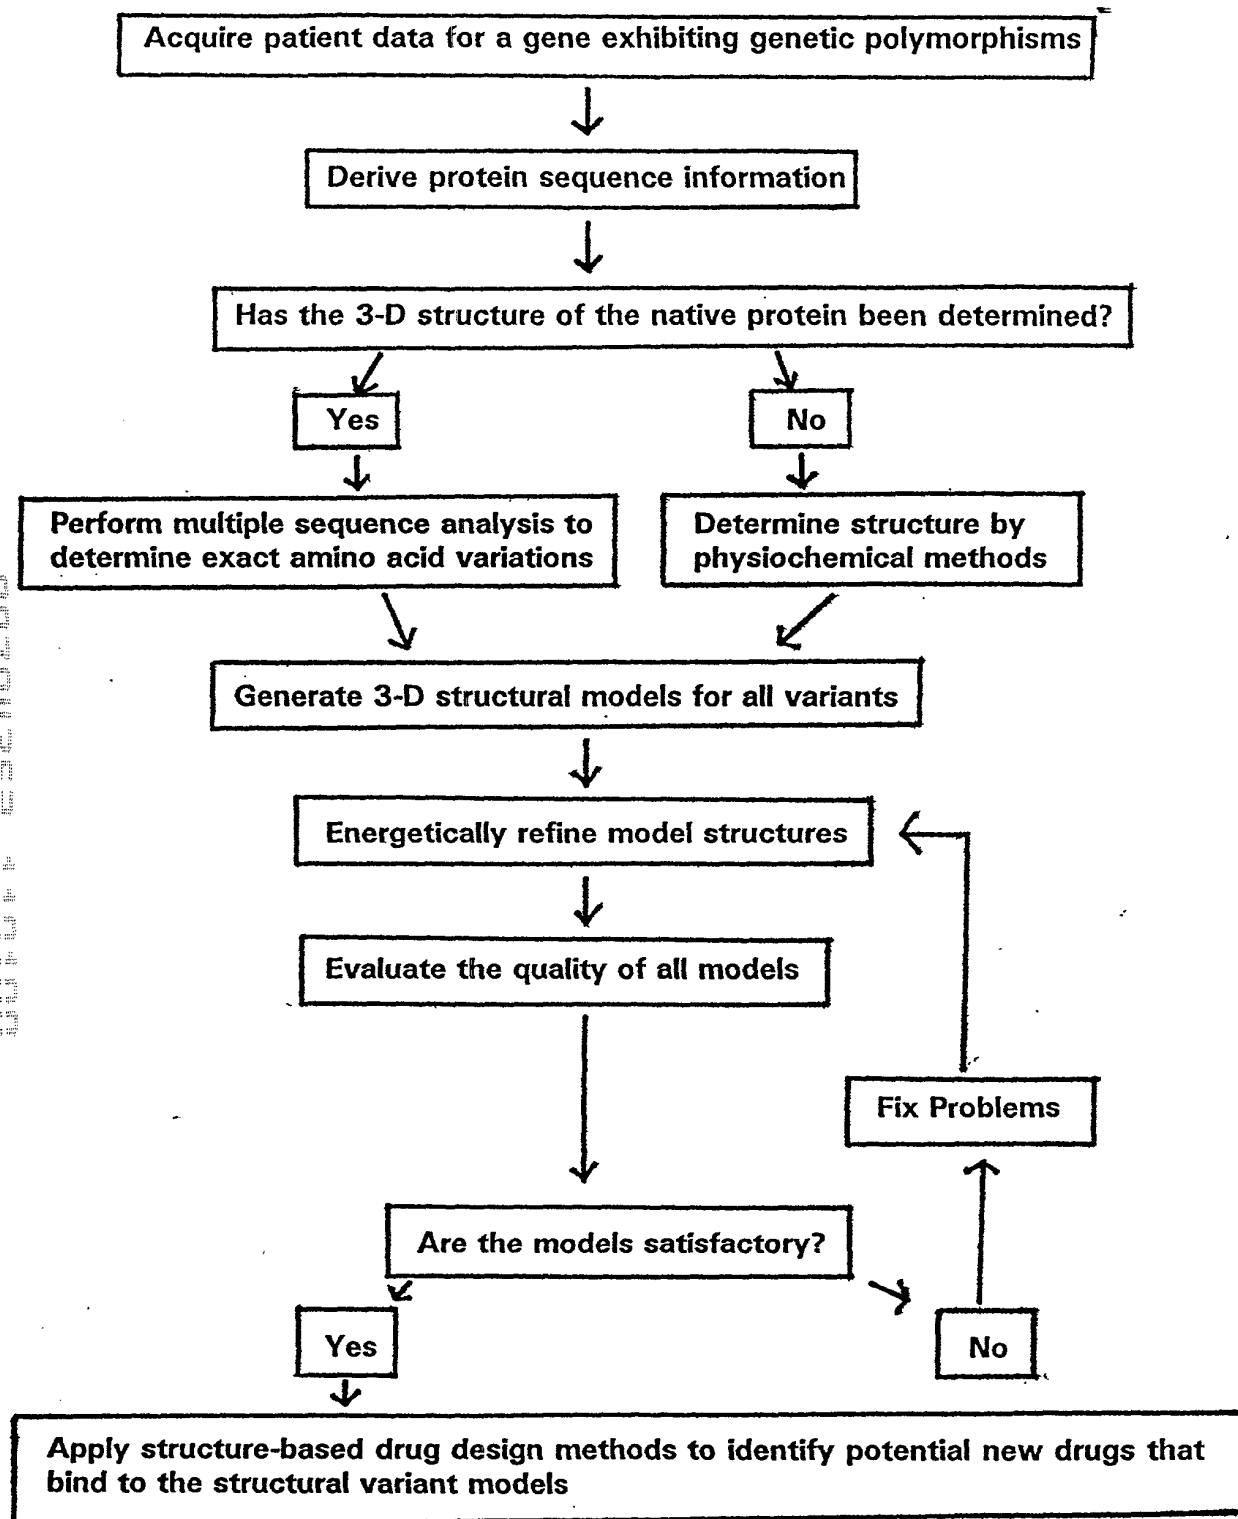 Acquire patient data for a gene exhibiting genetic polymorphisms
Derive protein sequence information
Has the 3-D structure of the native protein been determined?
Yes
No
Perform multiple sequence analysis to
determine exact amino acid variations
Determine structure by
physiochemical methods
Generate 3-D structural models for all variants
Energetically refine model structures
Evaluate the quality of all models
Fix Problems
Are the models satisfactory?
Yes
No
Apply structure-based drug design methods to identify potential new drugs that
bind to the structural variant models